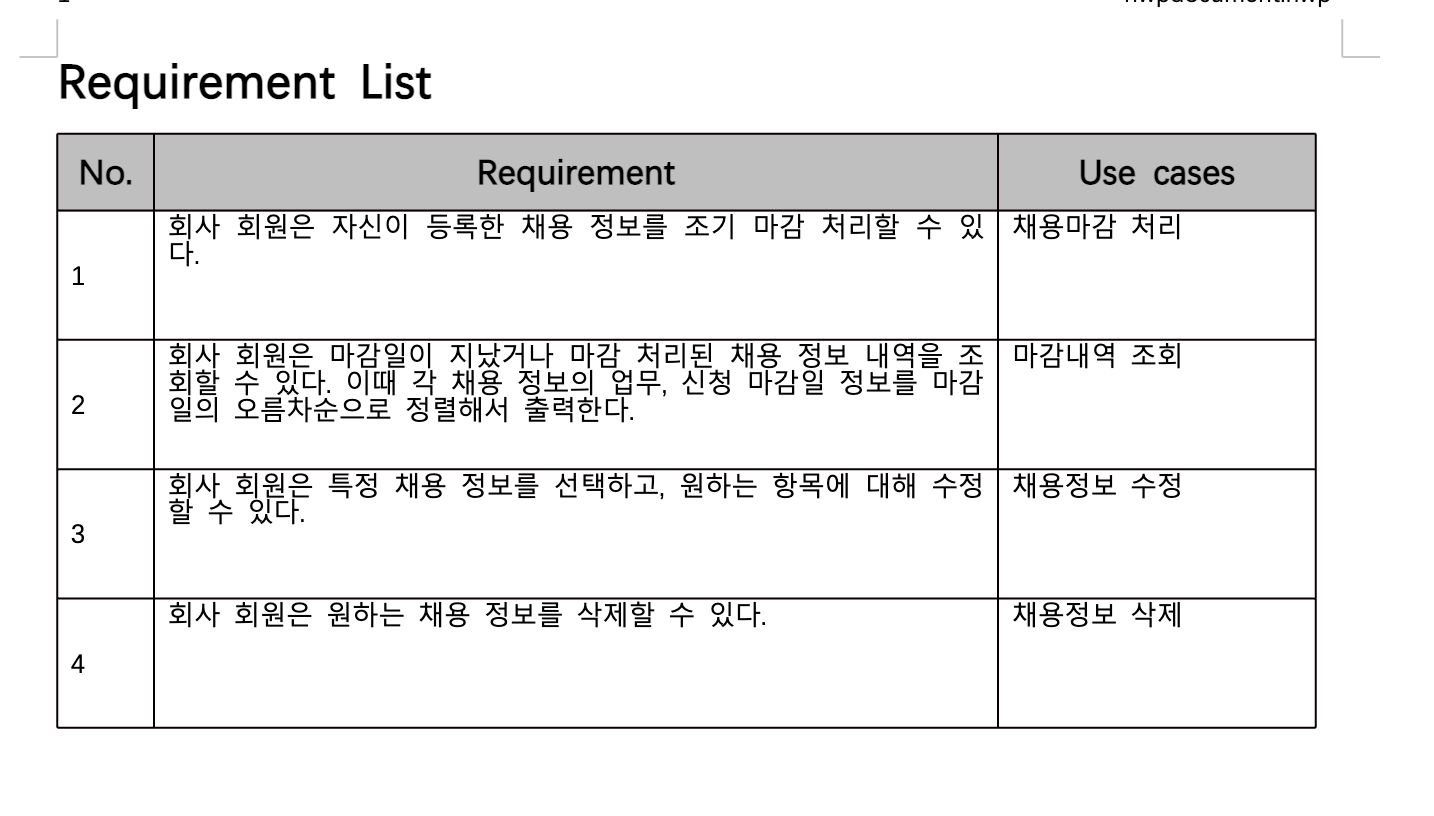 Requirement List
No. Requirement Use cases
1 회사 회원은 자신이 등록한 채용 정보를 조기 마감 처리할 수 있 채용마감 처리
다.
2 회사 회원은 마감일이 지났거나 마감 처리된 채용 정보 내역을 조 마감내역 조회
회할 수 있다. 이때 각 채용 정보의 업무, 신청 마감일 정보를 마감
일의 오름차순으로 정렬해서 출력한다.
3 회사 회원은 특정 채용 정보를 선택하고, 원하는 항목에 대해 수정 채용정보 수정
할 수 있다.
4 회사 회원은 원하는 채용 정보를 삭제할 수 있다. 채용정보 삭제